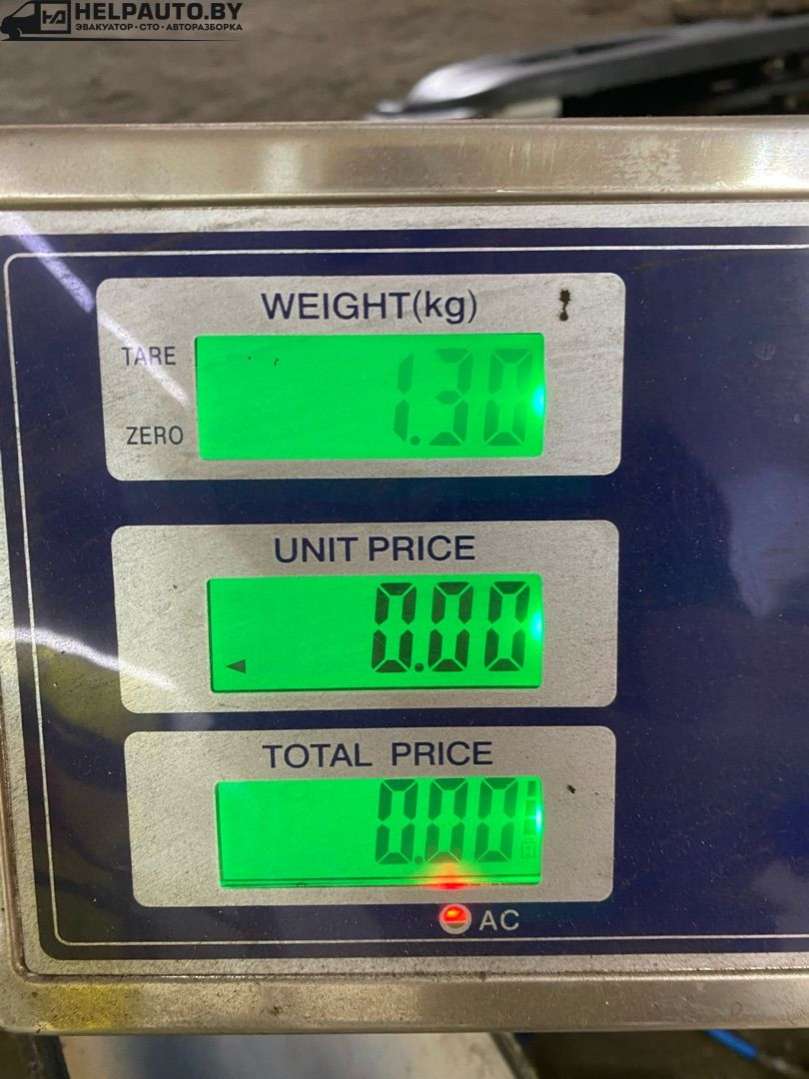 HELPAUTO.BY
ЭВАКУАТОР · СТО · АВТОРАЗБОРКА
WEIGHT(kg)
TARE
1.30
ZERO
UNIT PRICE
0.00
TOTAL PRICE
0.00
AC